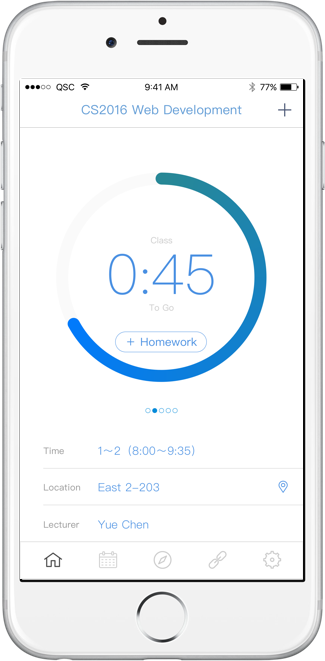 QSC 9:41 AM 77%
CS2016 Web Development +
Class
0:45
To Go
+ Homework
Time 1～2（8:00～9:35）
Location East 2-203
Lecturer Yue Chen